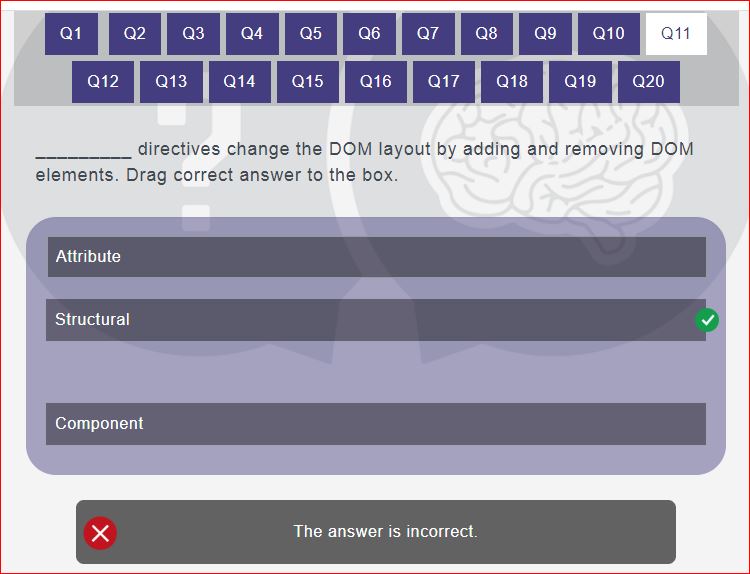 Q1 Q2 Q3 Q4 Q5 Q6 Q7 Q8 Q9 Q10 Q11
Q12 Q13 Q14 Q15 Q16 Q17 Q18 Q19 Q20
_________ directives change the DOM layout by adding and removing DOM
elements. Drag correct answer to the box.
Attribute
Structural
Component
The answer is incorrect.